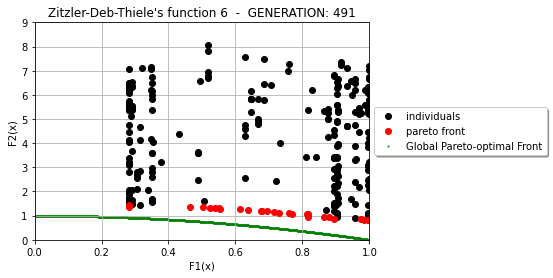 Zitzler-Deb-Thiele's function 6 - GENERATION: 491
9
8
7
6
5
4
3
2
1
0
F2(x)
0.0 0.2 0.4 0.6 0.8 1.0
F1(x)
individuals
pareto front
Global Pareto-optimal Front